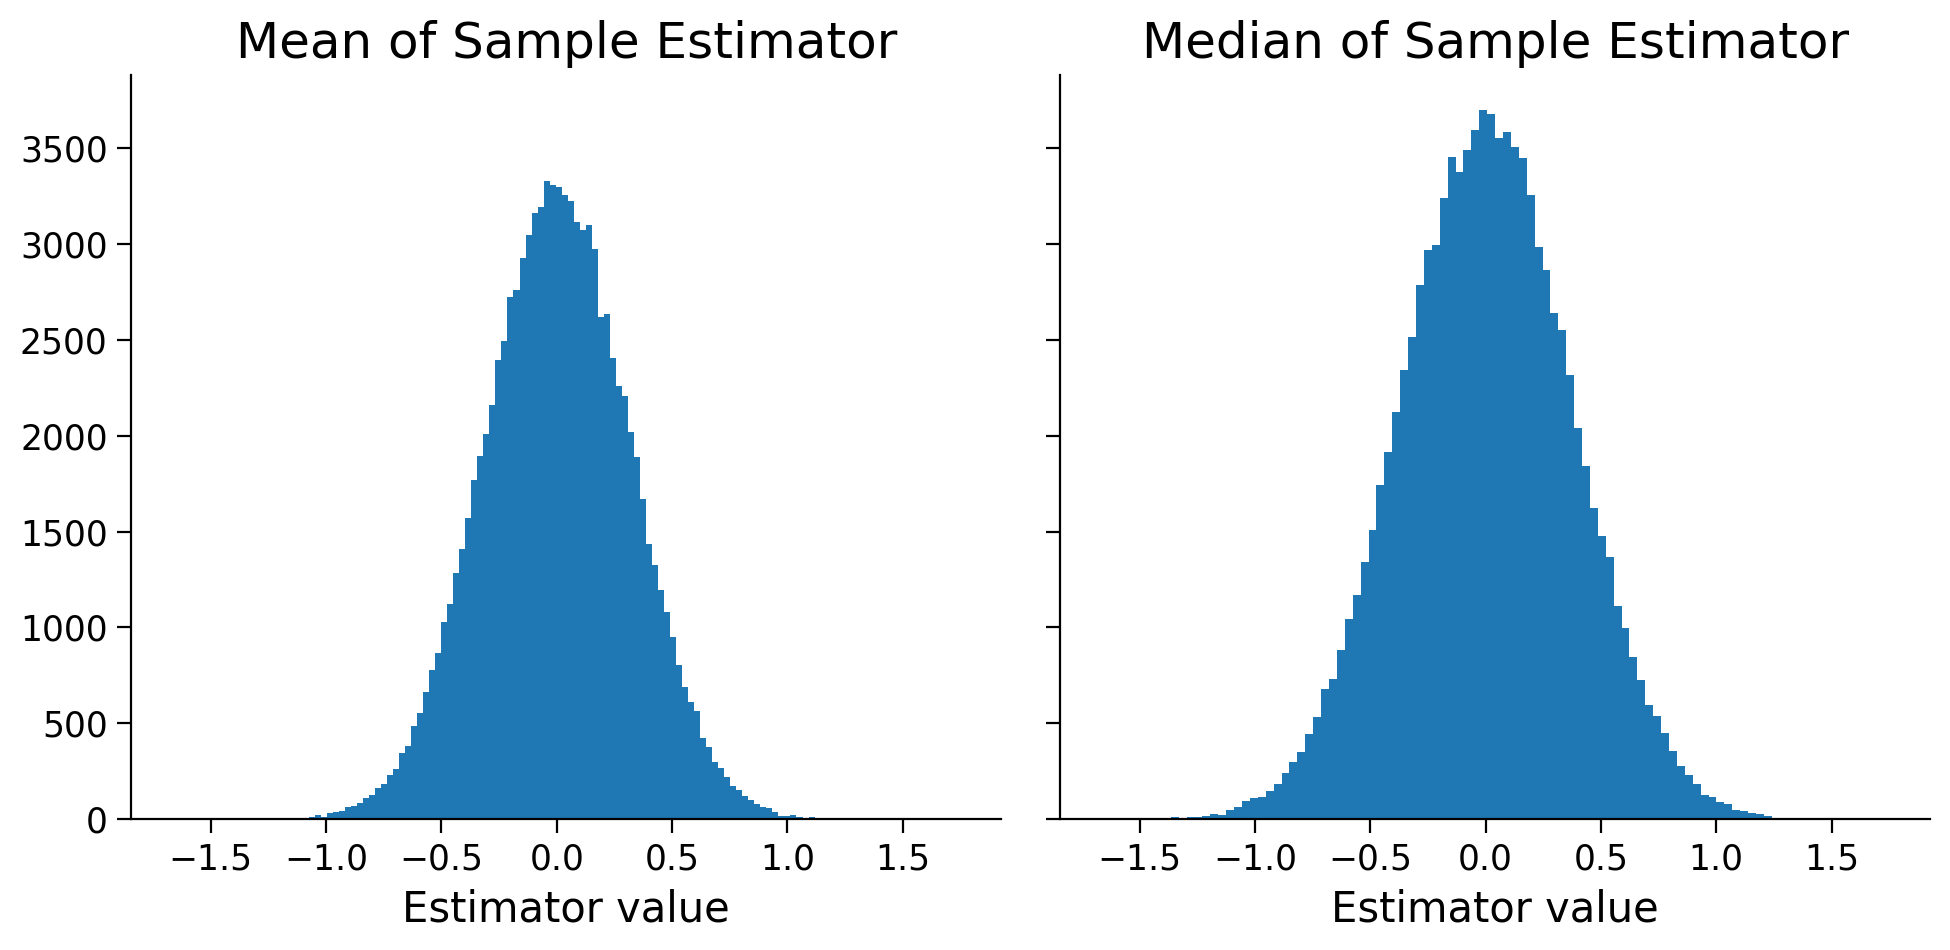 Mean of Sample Estimator
3500
3000
2500
2000
1500
1000
500
0
−1.5 −1.0 −0.5 0.0 0.5 1.0 1.5
Estimator value
Median of Sample Estimator
−1.5 −1.0 −0.5 0.0 0.5 1.0 1.5
Estimator value